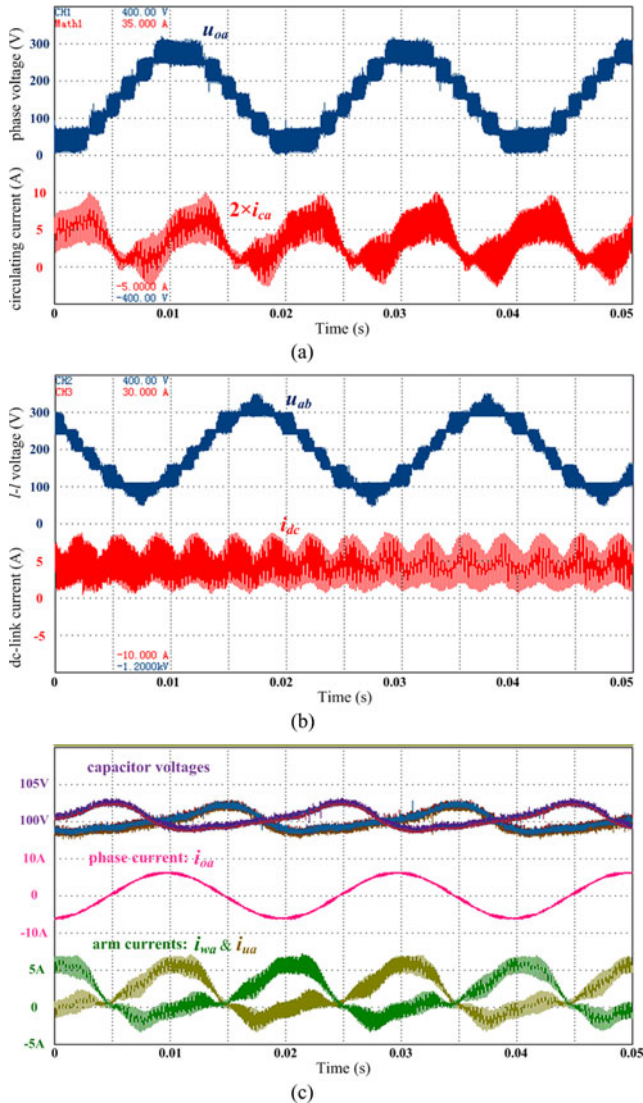 CH1 400.00 V
Math1 35.000 A
u_oa
phase voltage (V)
300
200
100
0
circulating current (A)
10
5
0
2×i_ca
-5.0000 A
-400.00 V
0 0.01 0.02 0.03 0.04 0.05
Time (s)
(a)
CH2 400.00 V
CH3 30.000 A
u_ab
l-l voltage (V)
300
200
100
0
dc-link current (A)
i_dc
5
0
-5
-10.000 A
-1.2000kV
0 0.01 0.02 0.03 0.04 0.05
Time (s)
(b)
capacitor voltages
105V
100V
10A
phase current: i_oa
0
-10A
arm currents: i_wa & i_ua
5A
0
-5A
0 0.01 0.02 0.03 0.04 0.05
Time (s)
(c)